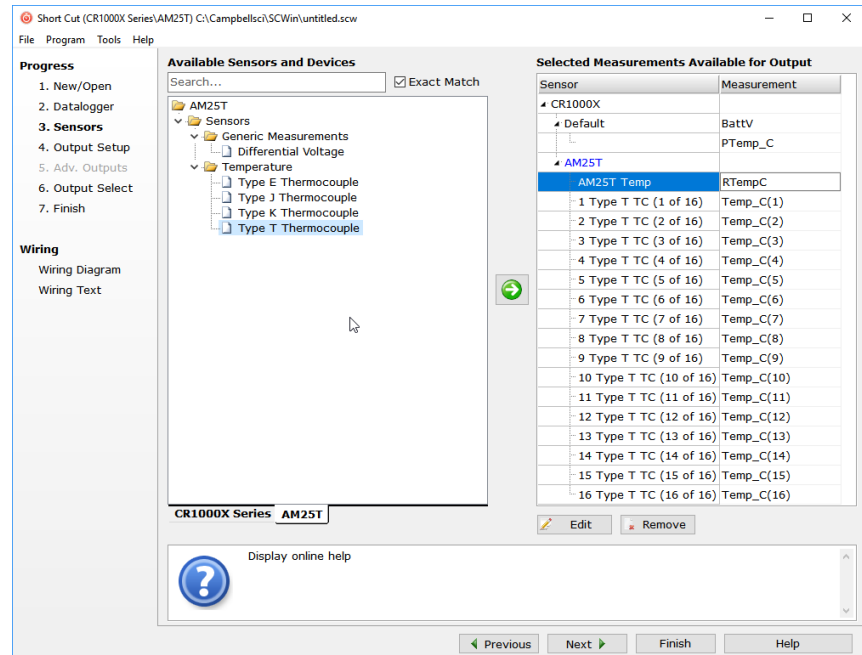 Short Cut (CR1000X Series\AM25T) C:\Campbellsci\SCWin\untitled.scw
File Program Tools Help
Progress
1. New/Open
2. Datalogger
3. Sensors
4. Output Setup
5. Adv. Outputs
6. Output Select
7. Finish
Wiring
Wiring Diagram
Wiring Text
Available Sensors and Devices
Search...
Exact Match
AM25T
Sensors
Generic Measurements
Differential Voltage
Temperature
Type E Thermocouple
Type J Thermocouple
Type K Thermocouple
Type T Thermocouple
CR1000X Series AM25T
Selected Measurements Available for Output
Sensor Measurement
CR1000X
Default BattV
PTemp_C
AM25T
AM25T Temp RTempC
1 Type T TC (1 of 16) Temp_C(1)
2 Type T TC (2 of 16) Temp_C(2)
3 Type T TC (3 of 16) Temp_C(3)
4 Type T TC (4 of 16) Temp_C(4)
5 Type T TC (5 of 16) Temp_C(5)
6 Type T TC (6 of 16) Temp_C(6)
7 Type T TC (7 of 16) Temp_C(7)
8 Type T TC (8 of 16) Temp_C(8)
9 Type T TC (9 of 16) Temp_C(9)
10 Type T TC (10 of 16) Temp_C(10)
11 Type T TC (11 of 16) Temp_C(11)
12 Type T TC (12 of 16) Temp_C(12)
13 Type T TC (13 of 16) Temp_C(13)
14 Type T TC (14 of 16) Temp_C(14)
15 Type T TC (15 of 16) Temp_C(15)
16 Type T TC (16 of 16) Temp_C(16)
Edit Remove
Display online help
Previous Next Finish Help